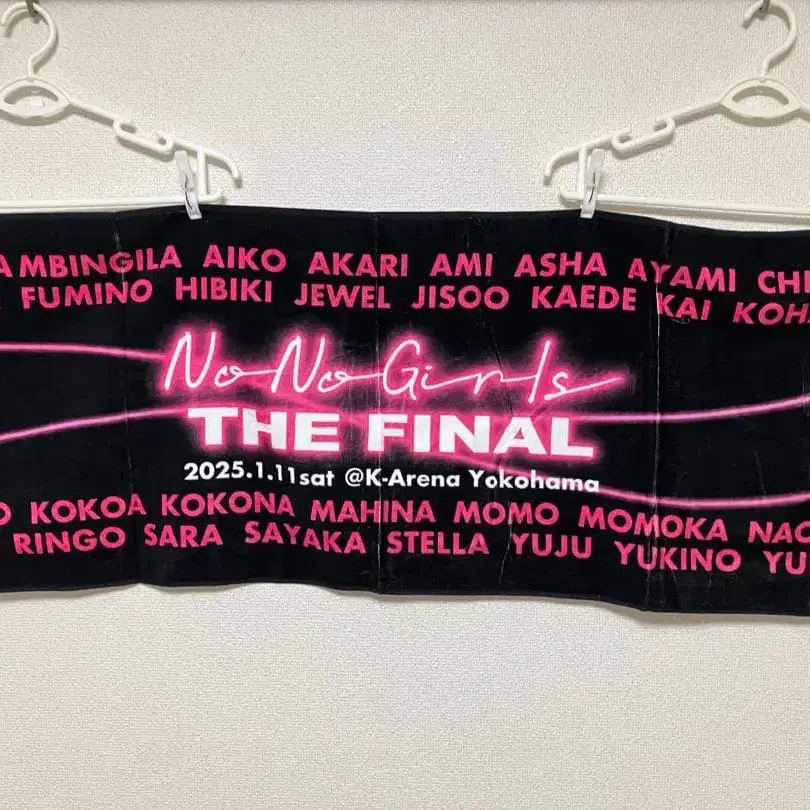 A MBINGILA AIKO AKARI AMI ASHA AYAMI
FUMINO HIBIKI JEWEL JISOO KAEDE KAI
No No Girls
THE FINAL
2025.1.11sat @K-Arena Yokohama
KOKOA KOKONA MAHINA MOMO MOMOKA
RINGO SARA SAYAKA STELLA YUJU YUKINO